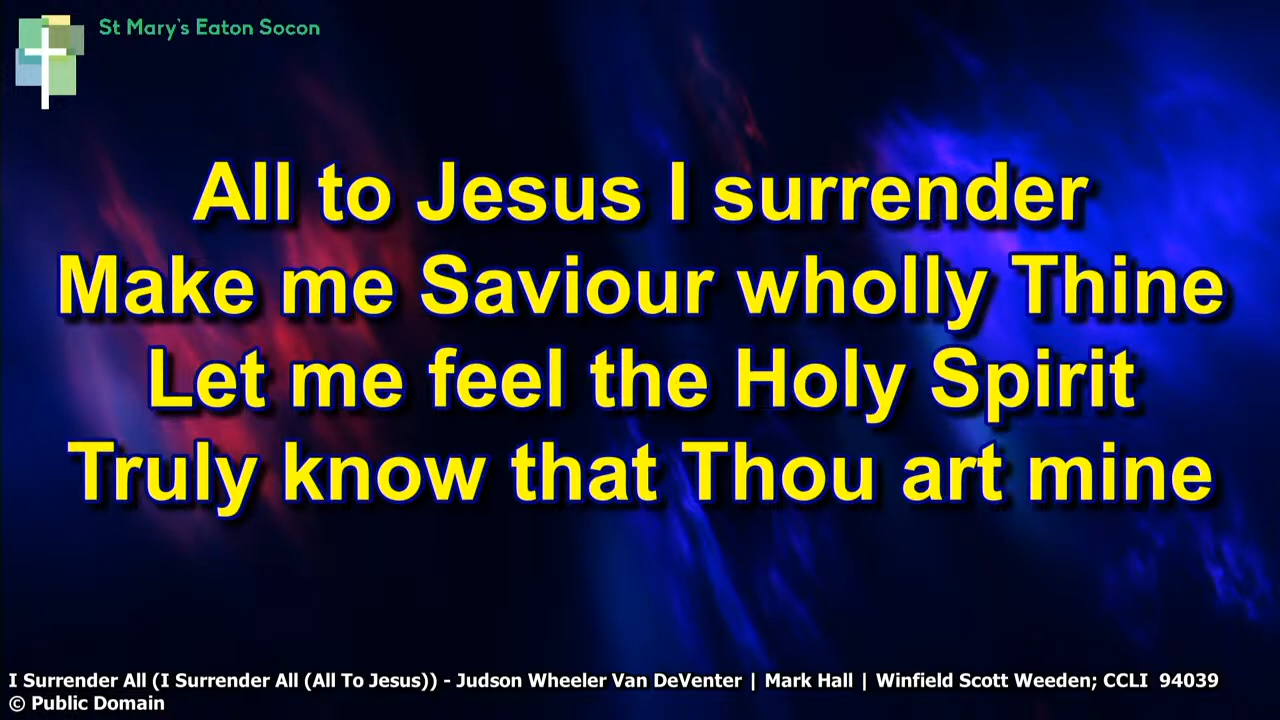 St Mary's Eaton Socon
All to Jesus I surrender
Make me Saviour wholly Thine
Let me feel the Holy Spirit
Truly know that Thou art mine
I Surrender All (I Surrender All (All To Jesus)) - Judson Wheeler Van DeVenter | Mark Hall | Winfield Scott Weeden; CCLI 94039
© Public Domain